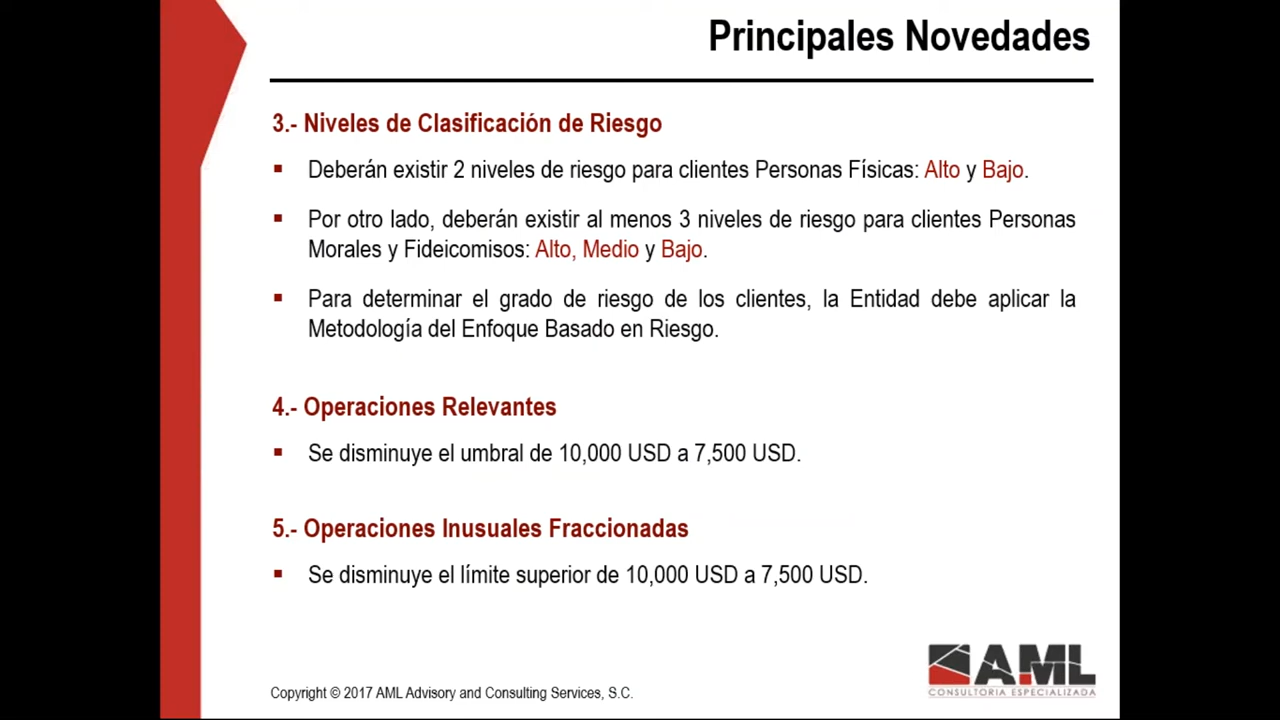 Principales Novedades
3.- Niveles de Clasificación de Riesgo
▪ Deberán existir 2 niveles de riesgo para clientes Personas Físicas: Alto y Bajo.
▪ Por otro lado, deberán existir al menos 3 niveles de riesgo para clientes Personas
Morales y Fideicomisos: Alto, Medio y Bajo.
▪ Para determinar el grado de riesgo de los clientes, la Entidad debe aplicar la
Metodología del Enfoque Basado en Riesgo.
4.- Operaciones Relevantes
▪ Se disminuye el umbral de 10,000 USD a 7,500 USD.
5.- Operaciones Inusuales Fraccionadas
▪ Se disminuye el límite superior de 10,000 USD a 7,500 USD.
AML
CONSULTORIA ESPECIALIZADA
Copyright © 2017 AML Advisory and Consulting Services, S.C.